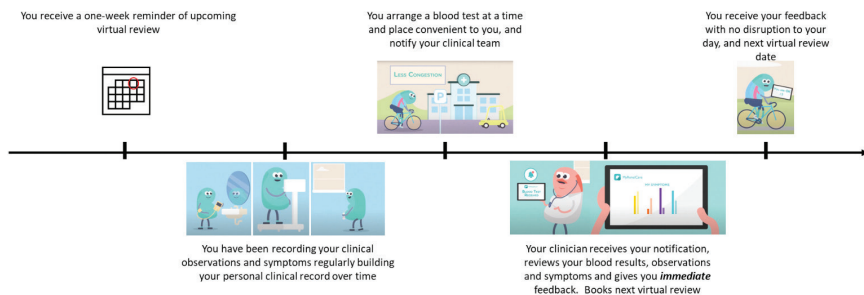 You receive a one-week reminder of upcoming
virtual review
You arrange a blood test at a time
and place convenient to you, and
notify your clinical team
You receive your feedback
with no disruption to your
day, and next virtual review
date
LESS CONGESTION
P
You have been recording your clinical
observations and symptoms regularly building
your personal clinical record over time
MY SYMPTOMS
Your clinician receives your notification,
reviews your blood results, observations
and symptoms and gives you immediate
feedback. Books next virtual review